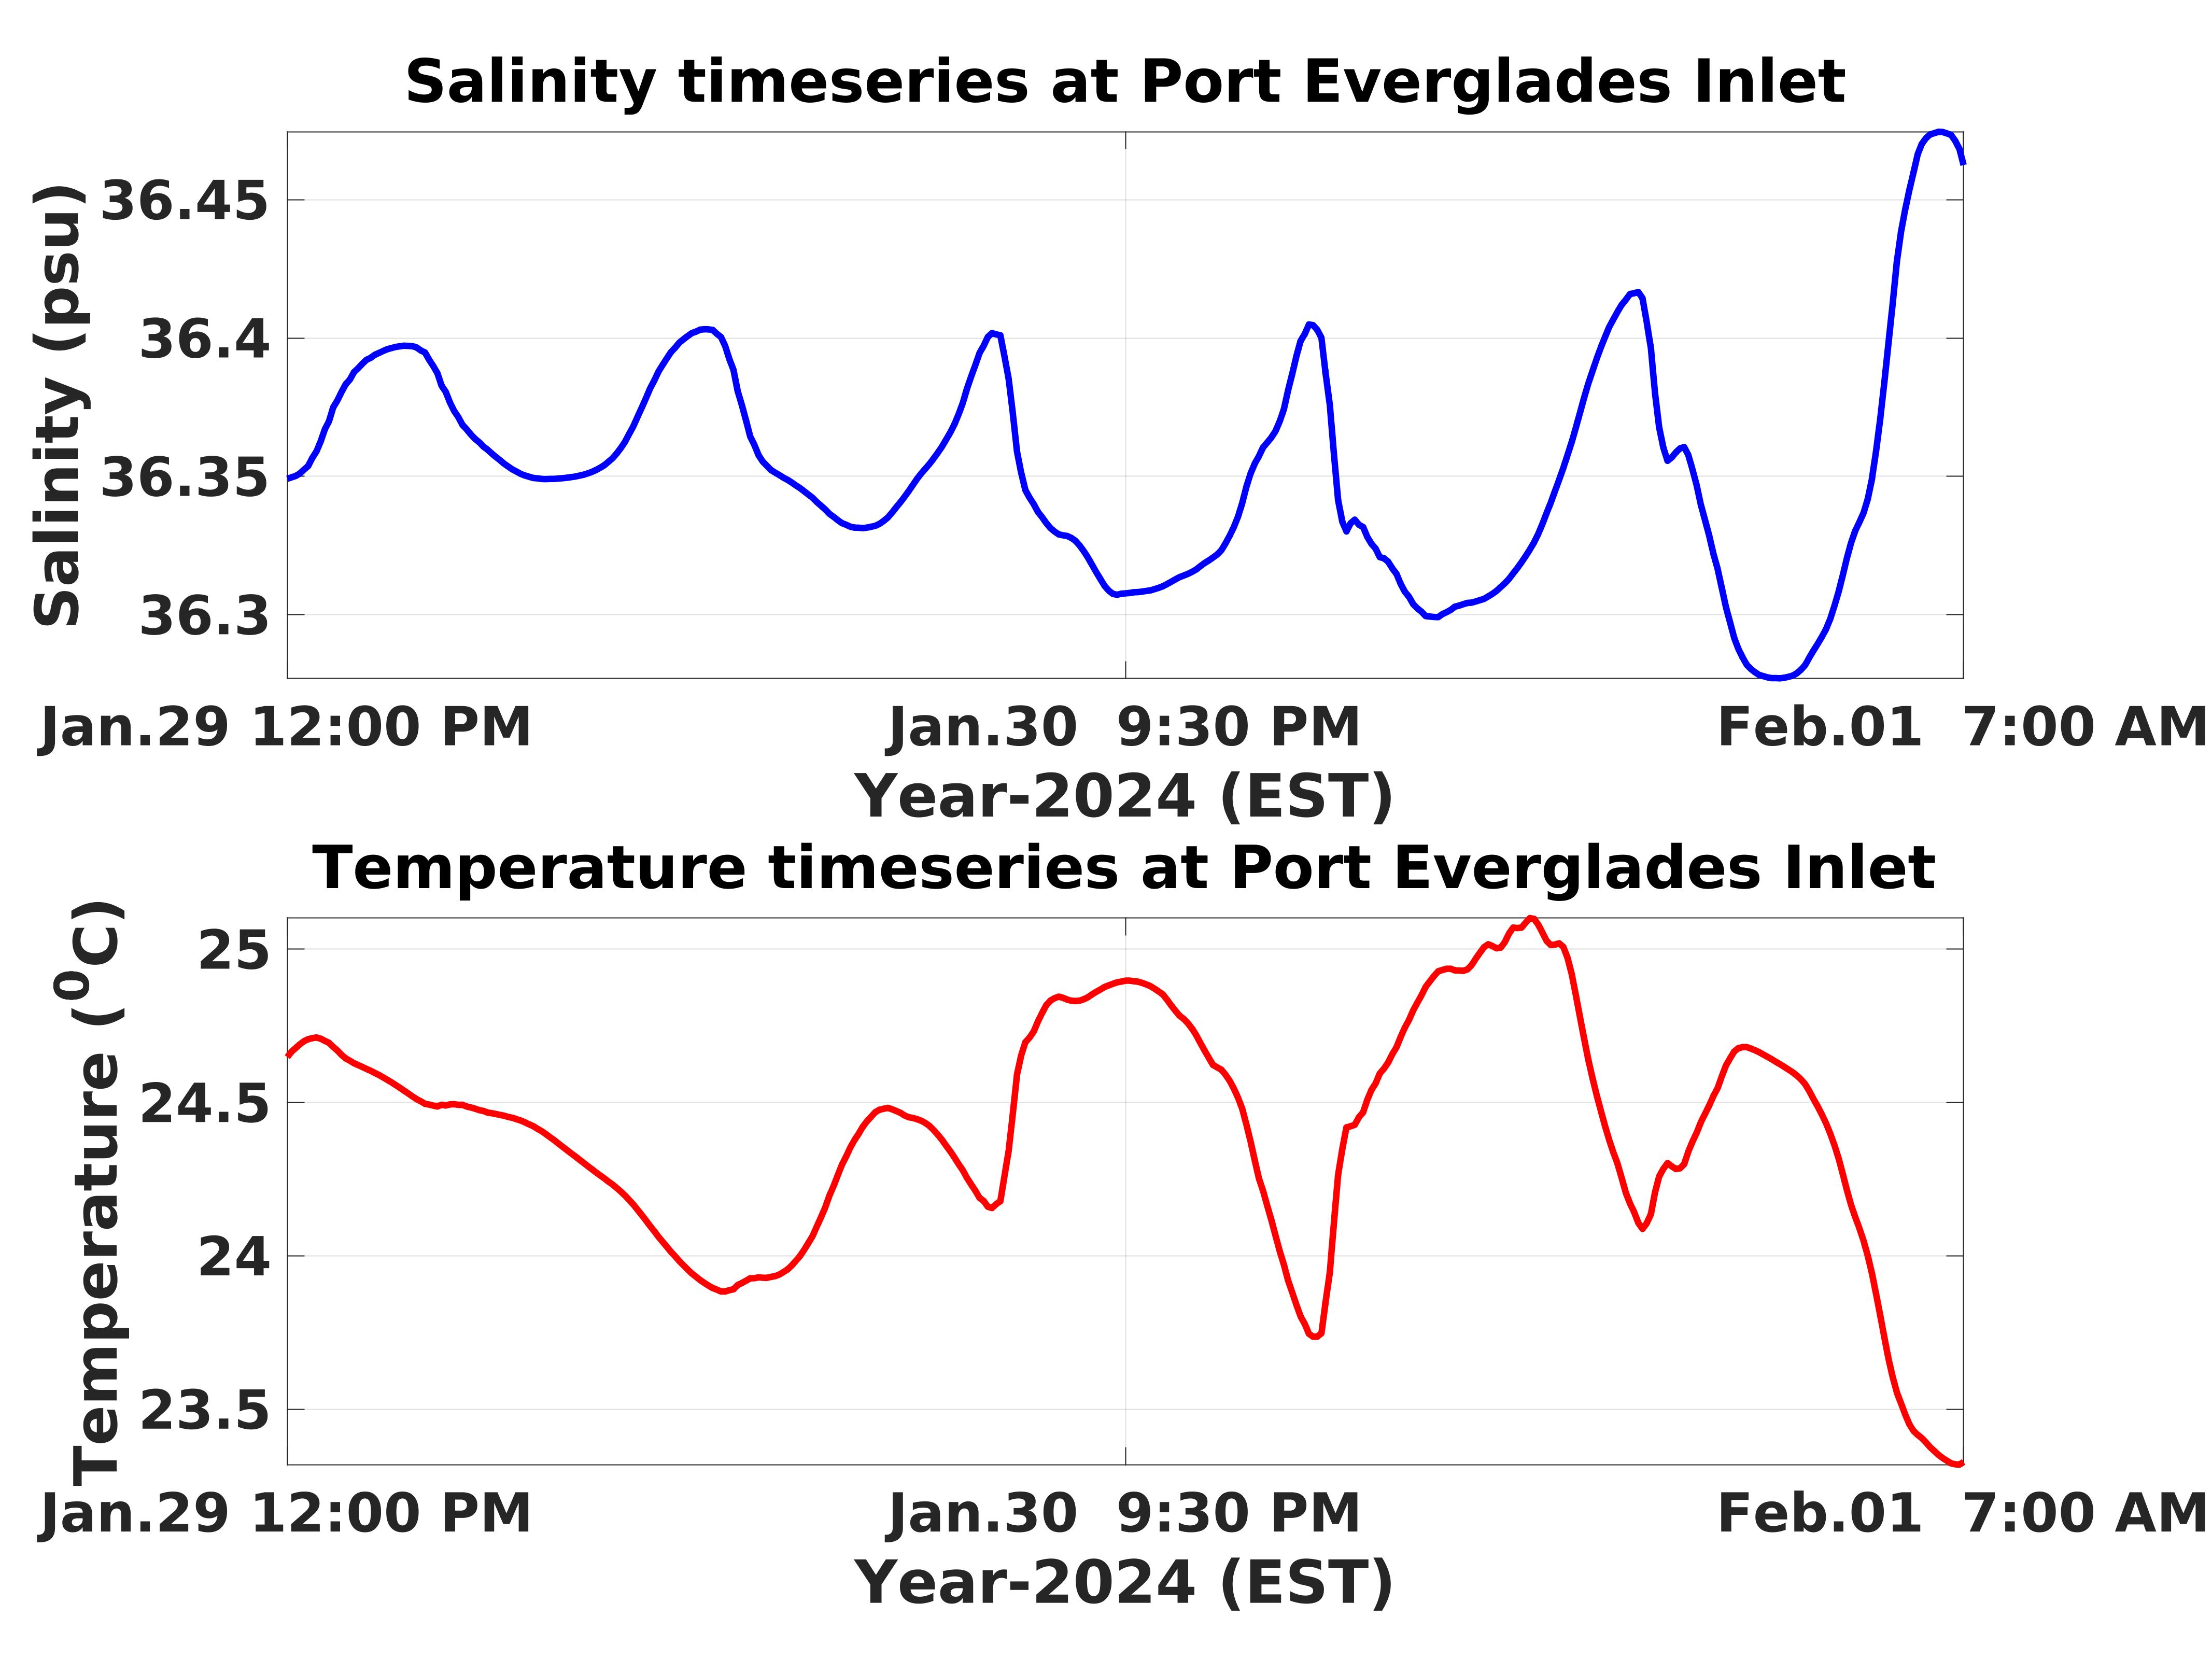 Salinity timeseries at Port Everglades Inlet
Salinity (psu)
36.45
36.4
36.35
36.3
Jan.29 12:00 PM Jan.30  9:30 PM Feb.01  7:00 AM
Year-2024 (EST)
Temperature timeseries at Port Everglades Inlet
Temperature (⁰C)
25
24.5
24
23.5
Jan.29 12:00 PM Jan.30  9:30 PM Feb.01  7:00 AM
Year-2024 (EST)